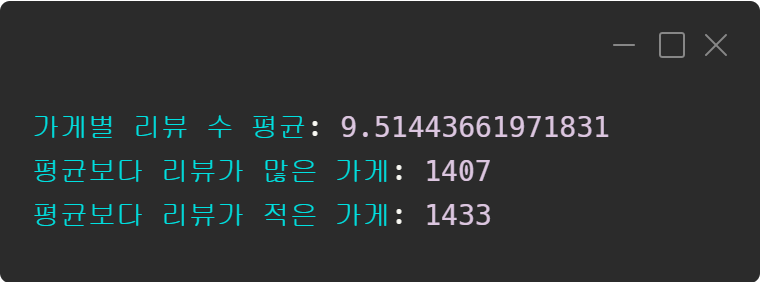 가게별 리뷰 수 평균: 9.51443661971831
평균보다 리뷰가 많은 가게: 1407
평균보다 리뷰가 적은 가게: 1433